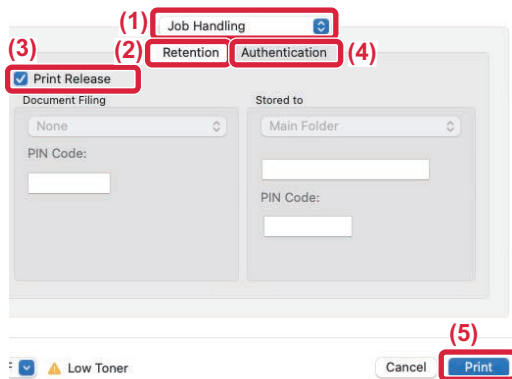 (1) Job Handling
(2) Retention Authentication (4)
(3)
Print Release
Document Filing Stored to
None Main Folder
PIN Code:
PIN Code:
(5)
F Low Toner Cancel Print